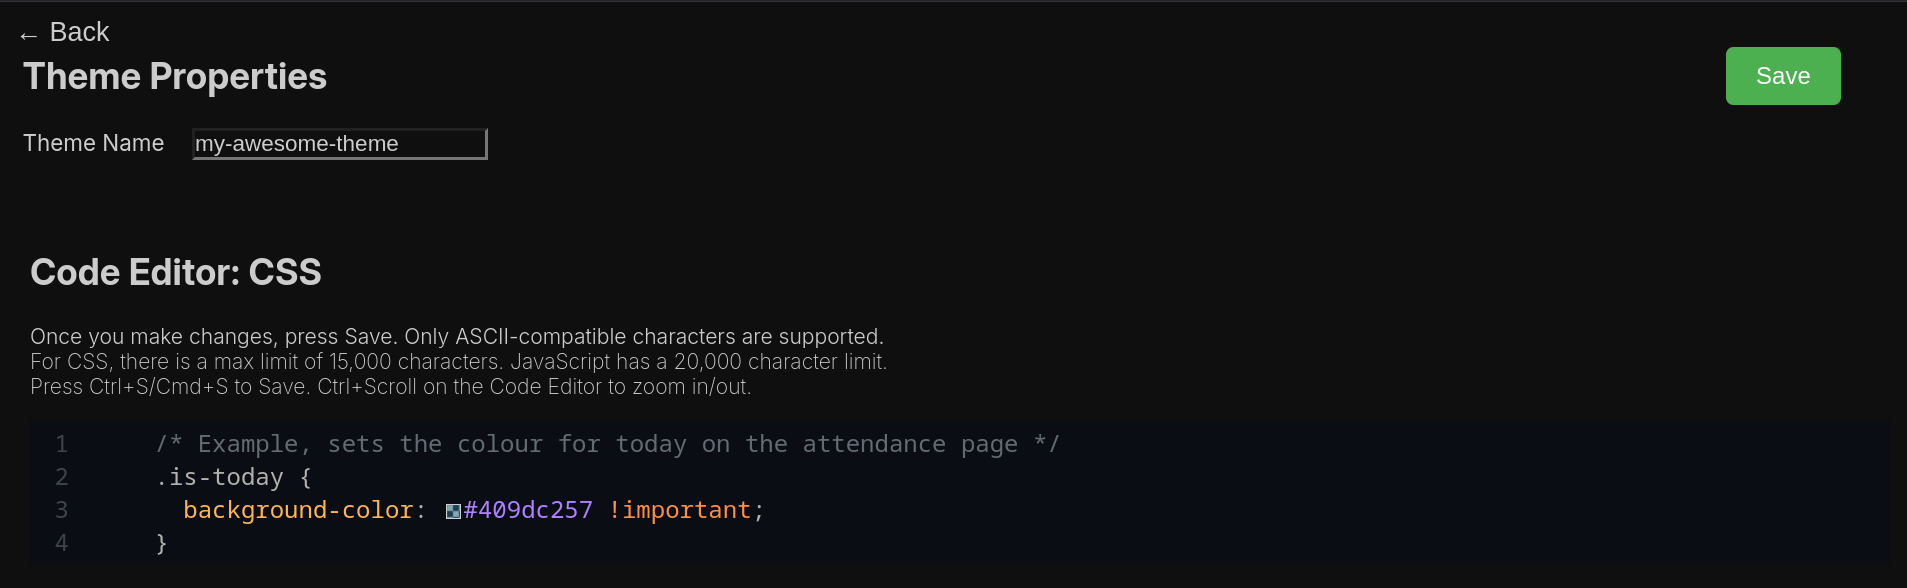 ← Back
Theme Properties
Save
Theme Name my-awesome-theme
Code Editor: CSS
Once you make changes, press Save. Only ASCII-compatible characters are supported.
For CSS, there is a max limit of 15,000 characters. JavaScript has a 20,000 character limit.
Press Ctrl+S/Cmd+S to Save. Ctrl+Scroll on the Code Editor to zoom in/out.
1 /* Example, sets the colour for today on the attendance page */
2 .is-today {
3 background-color: #409dc257 !important;
4 }